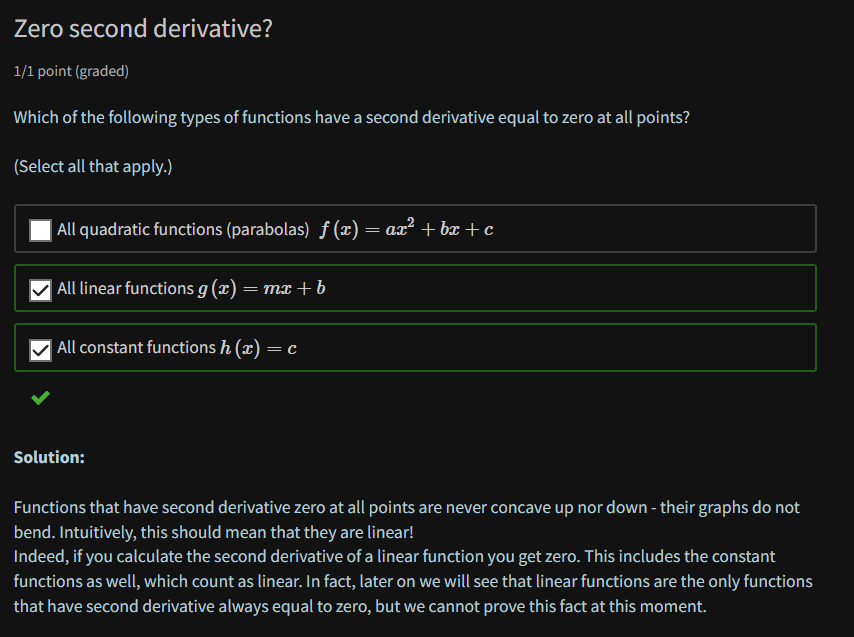 Zero second derivative?
1/1 point (graded)
Which of the following types of functions have a second derivative equal to zero at all points?
(Select all that apply.)
All quadratic functions (parabolas) f (x) = ax² + bx + c
All linear functions g (x) = mx + b
All constant functions h (x) = c
Solution:
Functions that have second derivative zero at all points are never concave up nor down - their graphs do not
bend. Intuitively, this should mean that they are linear!
Indeed, if you calculate the second derivative of a linear function you get zero. This includes the constant
functions as well, which count as linear. In fact, later on we will see that linear functions are the only functions
that have second derivative always equal to zero, but we cannot prove this fact at this moment.